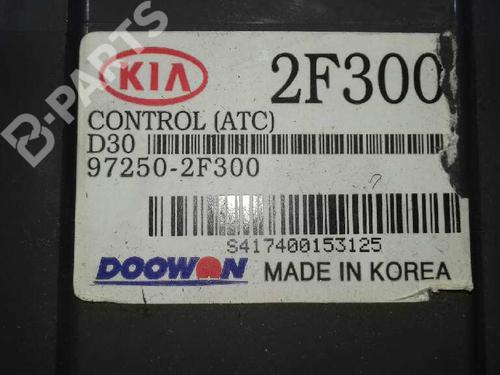 KIA 2F300
CONTROL (ATC)
D30
97250-2F300
S417400153125
DOOWON MADE IN KOREA
B-PARTS